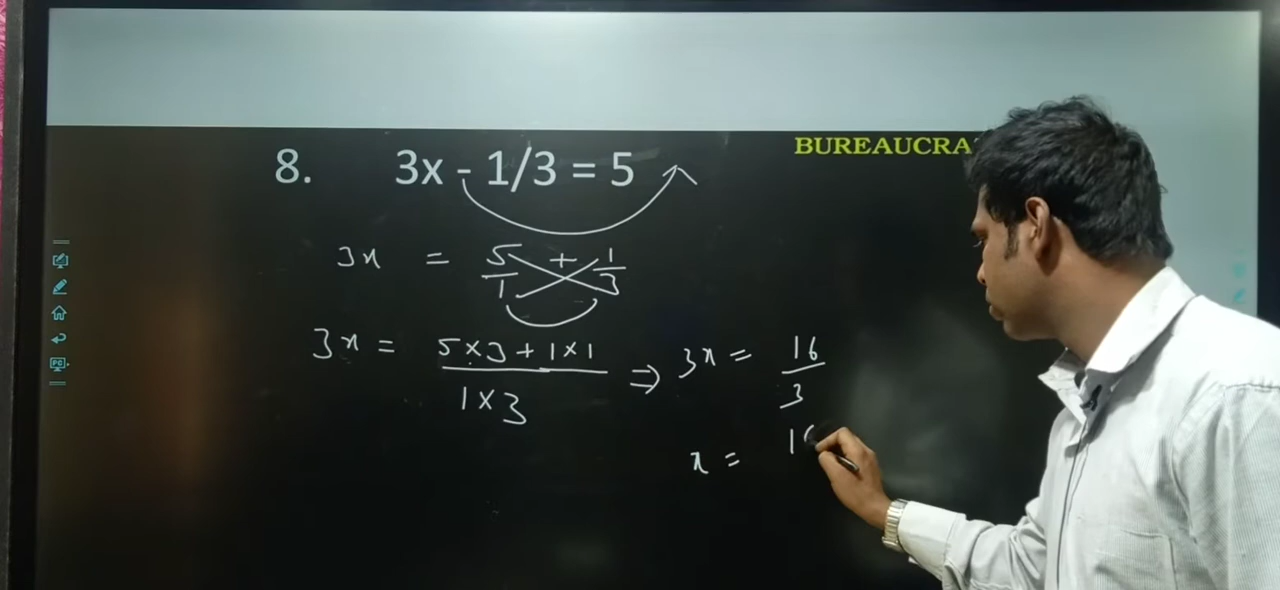 BUREAUCRA
8. 3x - 1/3 = 5
3x = 5/1 + 1/3
3x = 5×3+1×1 / 1×3 ⇒ 3x = 16/3
x = 1